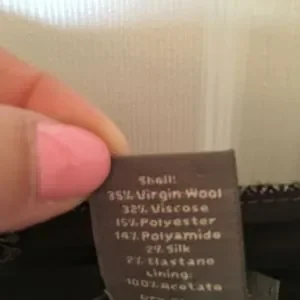 Shell:
35% Virgin Wool
32% Viscose
15% Polyester
14% Polyamide
2% Silk
2% Elastane
Lining:
100% Acetate